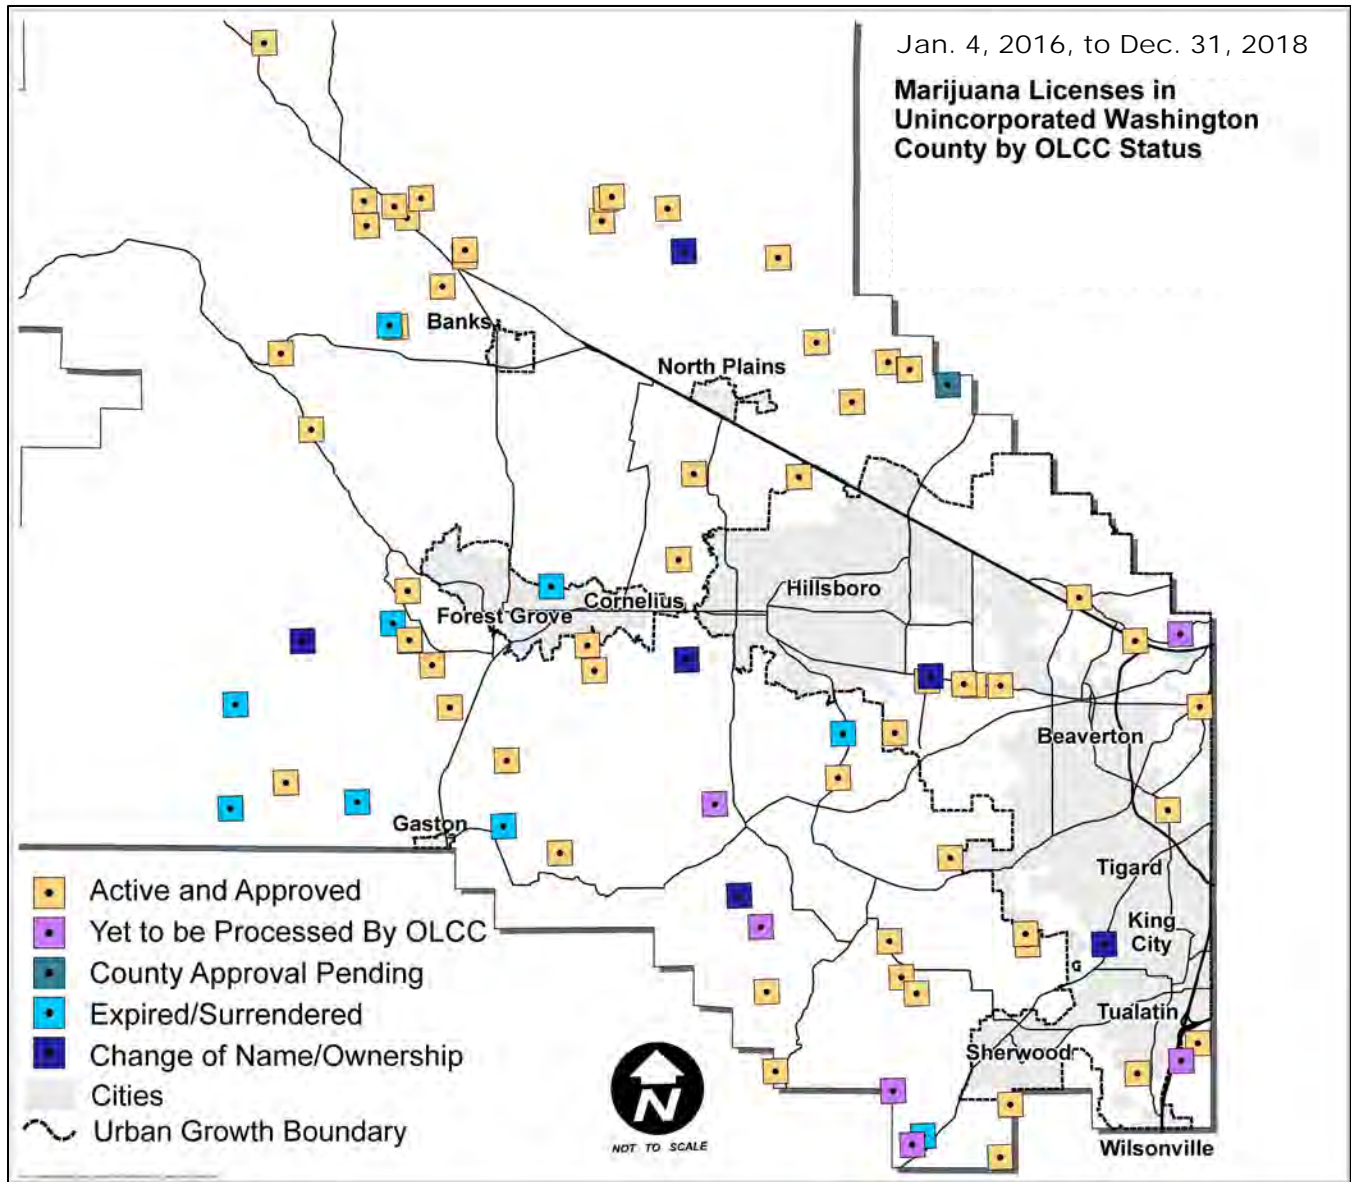 Jan. 4, 2016, to Dec. 31, 2018
Marijuana Licenses in
Unincorporated Washington
County by OLCC Status
Banks
North Plains
Hillsboro
Cornelius
Forest Grove
Beaverton
Gaston
Tigard
King
City
Tualatin
Sherwood
Wilsonville
Active and Approved
Yet to be Processed By OLCC
County Approval Pending
Expired/Surrendered
Change of Name/Ownership
Cities
Urban Growth Boundary
N
NOT TO SCALE